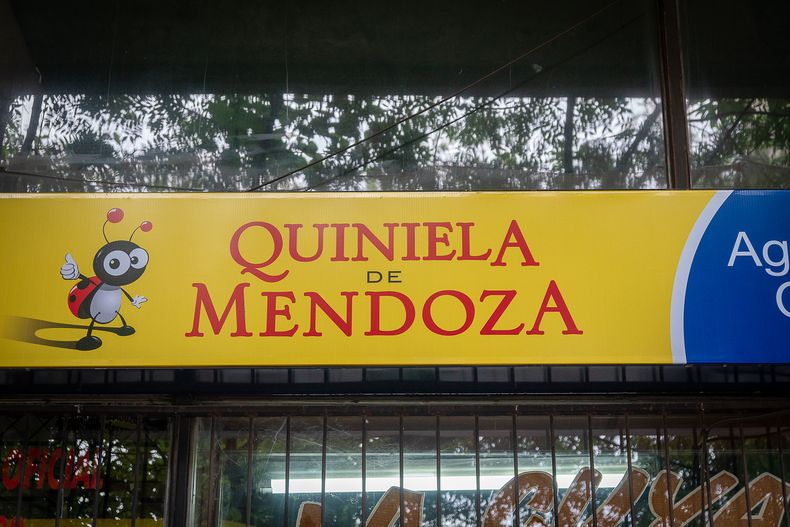 QUINIELA
DE
MENDOZA
Ag
OFICIAL